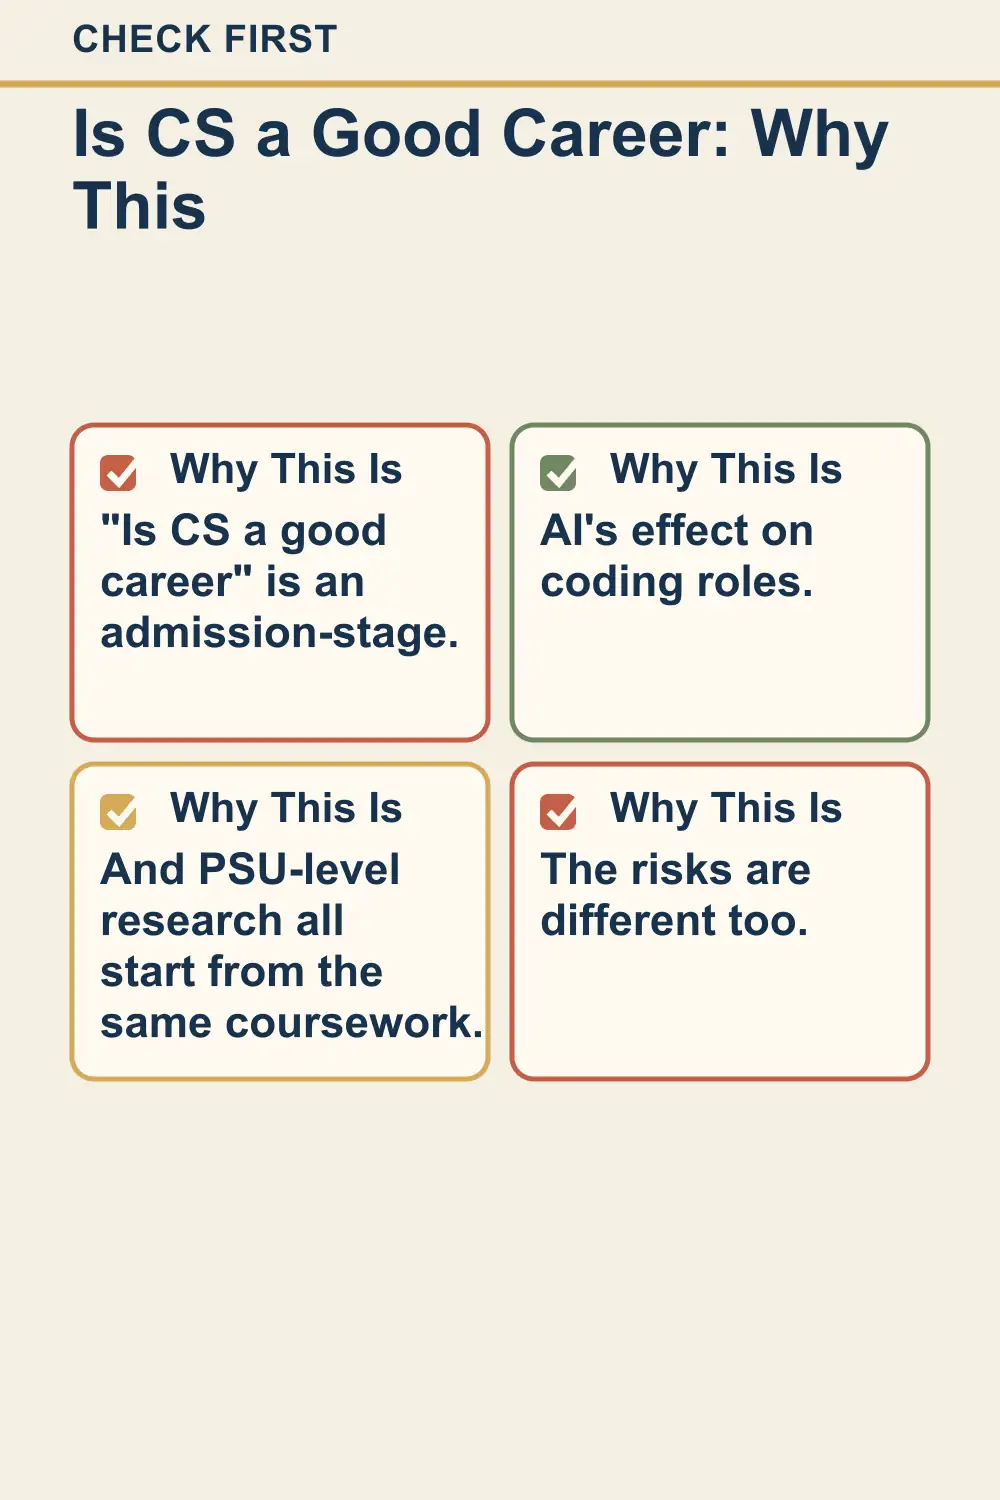 CHECK FIRST
Is CS a Good Career: Why
This
Why This Is
"Is CS a good
career" is an
admission-stage.
Why This Is
AI's effect on
coding roles.
Why This Is
And PSU-level
research all
start from the
same coursework.
Why This Is
The risks are
different too.